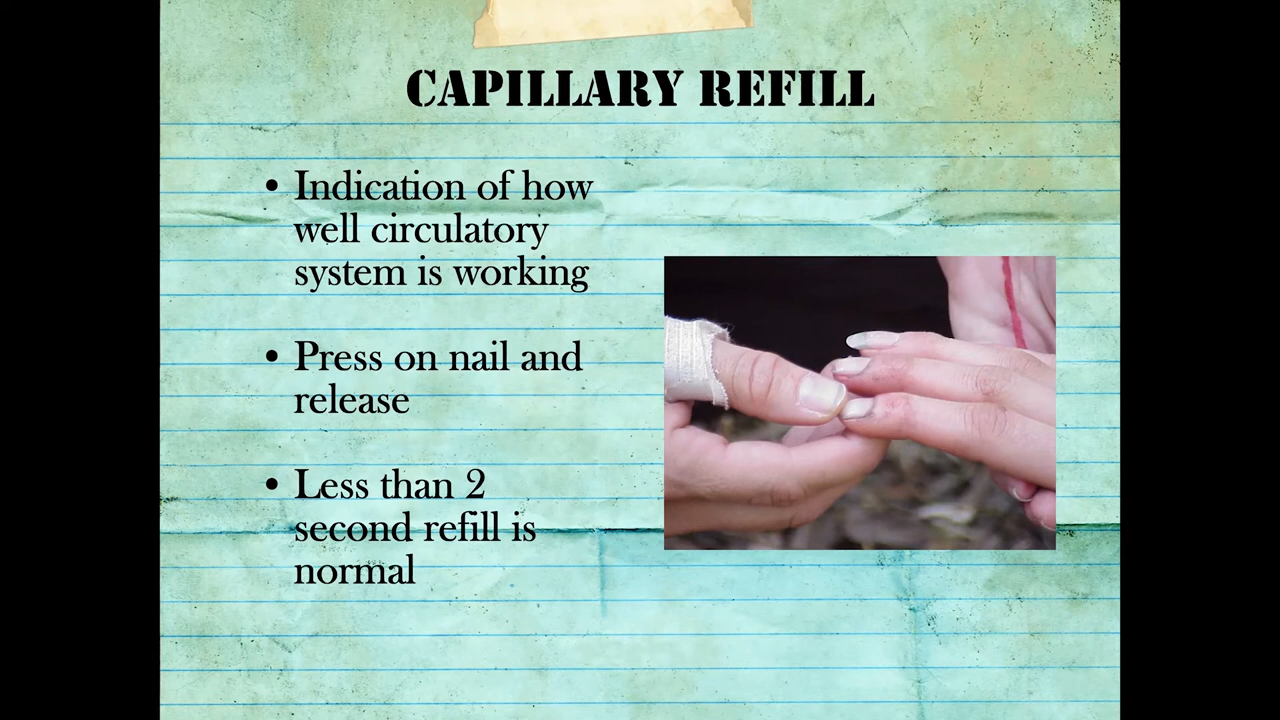 CAPILLARY REFILL
• Indication of how
well circulatory
system is working
• Press on nail and
release
• Less than 2
second refill is
normal